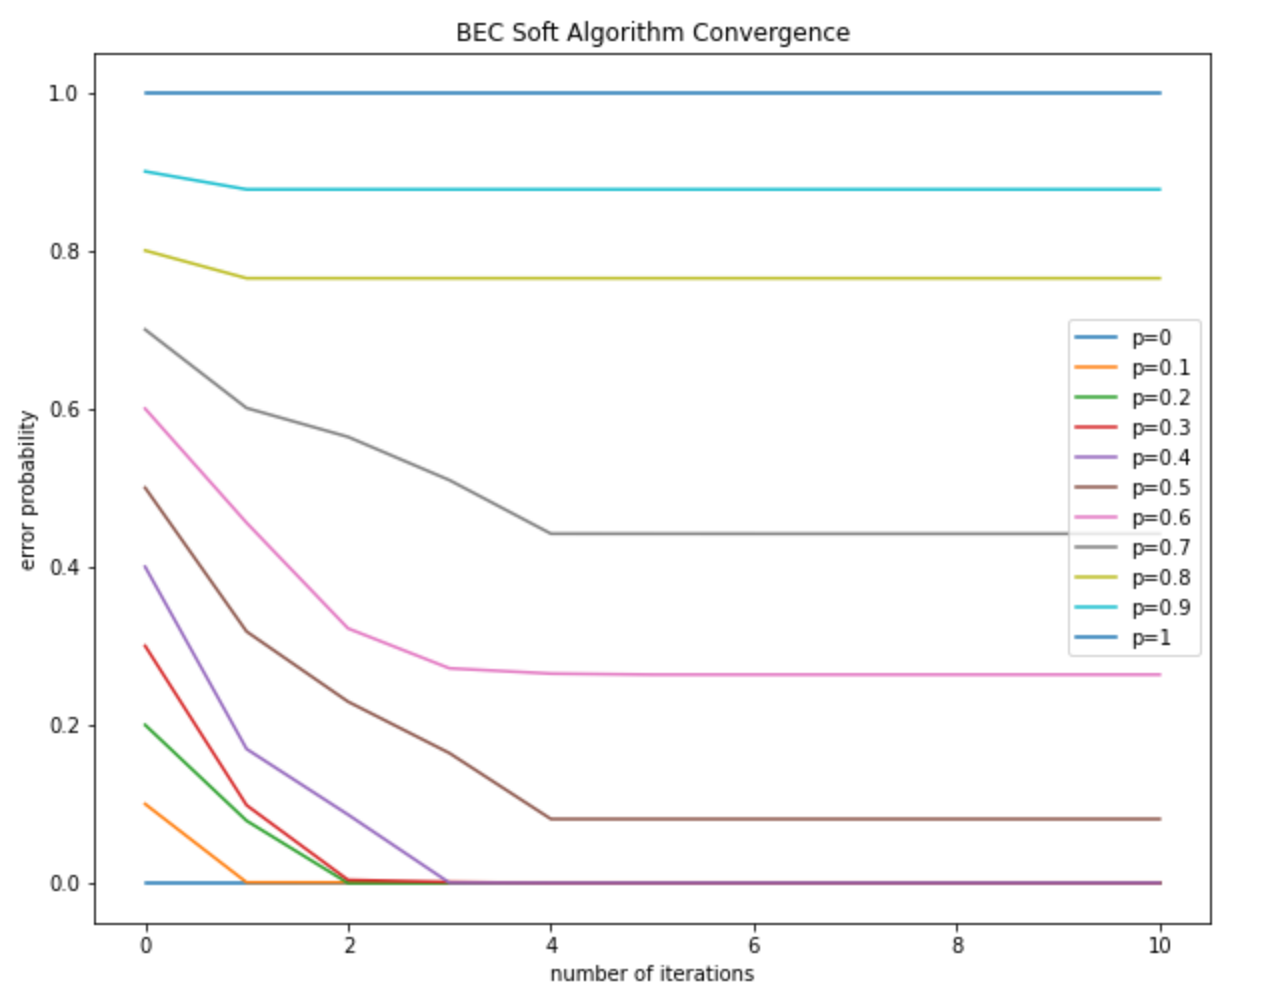 BEC Soft Algorithm Convergence
1.0
0.8
0.6
0.4
0.2
0.0
error probability
p=0
p=0.1
p=0.2
p=0.3
p=0.4
p=0.5
p=0.6
p=0.7
p=0.8
p=0.9
p=1
0 2 4 6 8 10
number of iterations